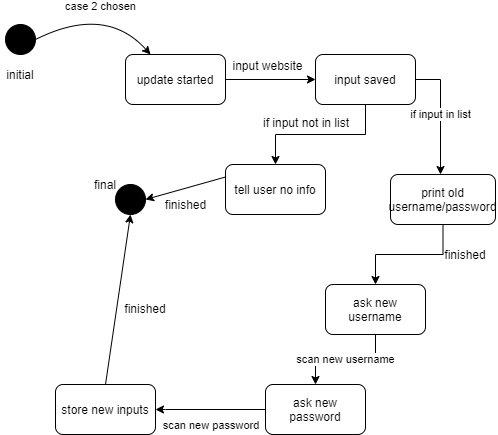 case 2 chosen
initial
update started
input website
input saved
if input not in list
if input in list
final
tell user no info
finished
print old
username/password
finished
ask new
username
finished
scan new username
store new inputs
scan new password
ask new
password